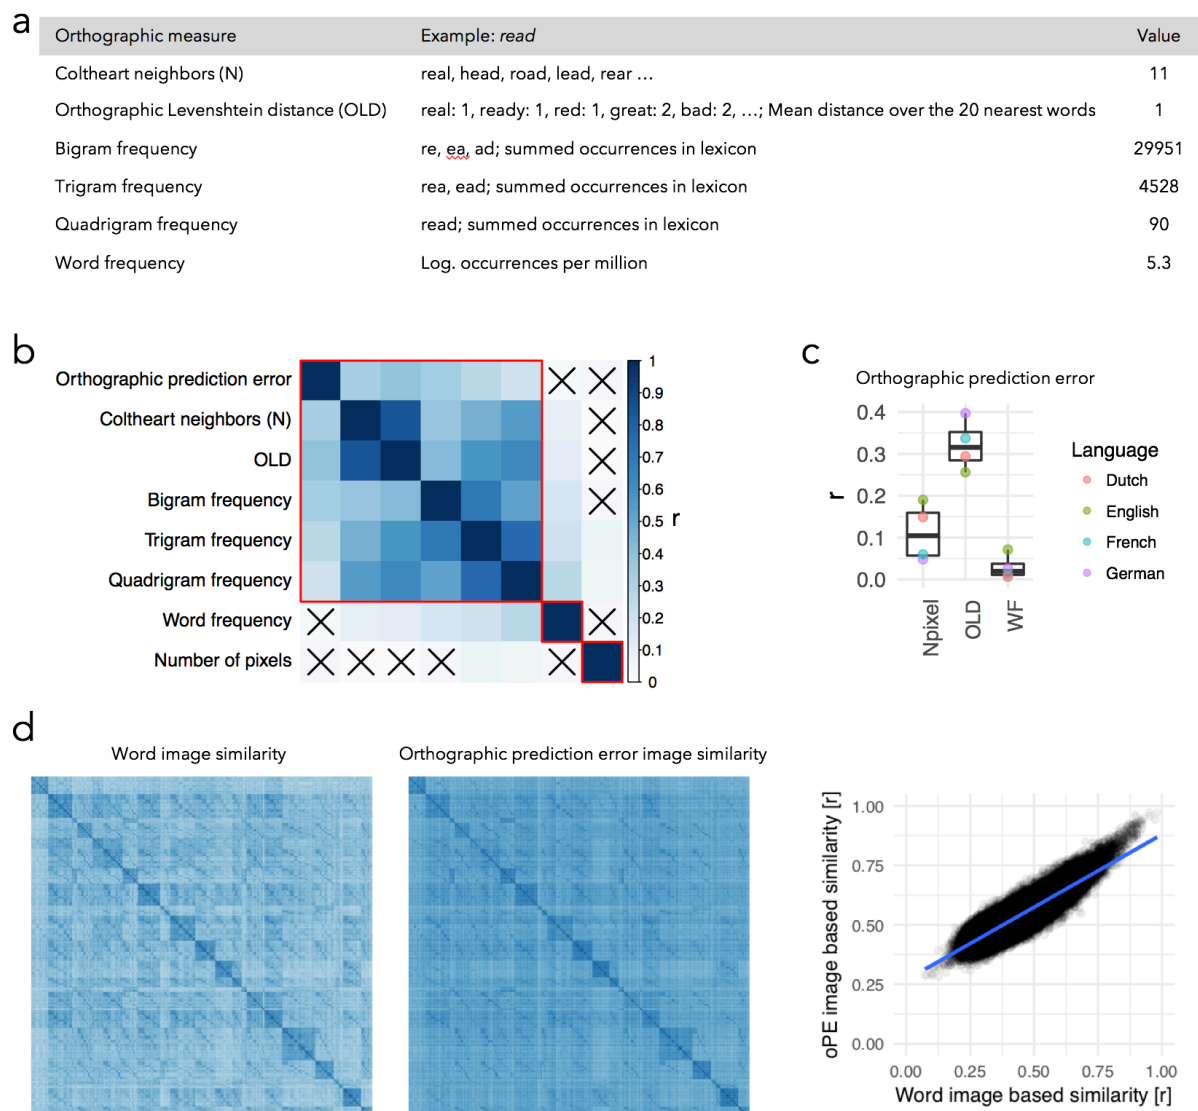 a
Orthographic measure Example: read Value
Coltheart neighbors (N) real, head, road, lead, rear ... 11
Orthographic Levenshtein distance (OLD) real: 1, ready: 1, red: 1, great: 2, bad: 2, ...; Mean distance over the 20 nearest words 1
Bigram frequency re, ea, ad; summed occurrences in lexicon 29951
Trigram frequency rea, ead; summed occurrences in lexicon 4528
Quadrigram frequency read; summed occurrences in lexicon 90
Word frequency Log. occurrences per million 5.3
b
Orthographic prediction error
Coltheart neighbors (N)
OLD
Bigram frequency
Trigram frequency
Quadrigram frequency
Word frequency
Number of pixels
1
0.9
0.8
0.7
0.6
0.5
0.4
0.3
0.2
0.1
0
r
c
Orthographic prediction error
0.4
0.3
0.2
0.1
0.0
r
Npixel
OLD
WF
Language
Dutch
English
French
German
d
Word image similarity
Orthographic prediction error image similarity
oPE image based similarity [r]
1.00
0.75
0.50
0.25
0.00
0.00 0.25 0.50 0.75 1.00
Word image based similarity [r]